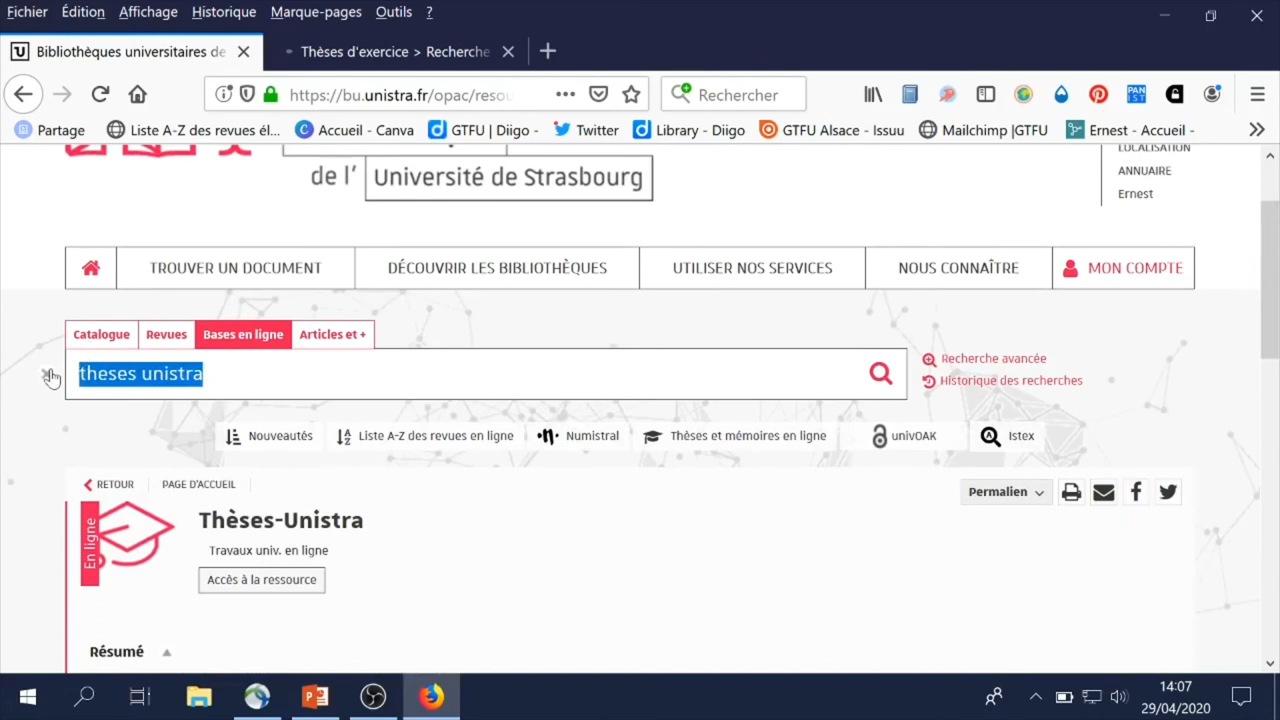 Fichier Édition Affichage Historique Marque-pages Outils ?
Bibliothèques universitaires de
Thèses d'exercice > Recherche
https://bu.unistra.fr/opac/reso
Rechercher
Partage
Liste A-Z des revues él...
Accueil - Canva
GTFU | Diigo -
Twitter
Library - Diigo
GTFU Alsace - Issuu
Mailchimp |GTFU
Ernest - Accueil -
de l’ Université de Strasbourg
LOCALISATION
ANNUAIRE
Ernest
TROUVER UN DOCUMENT
DÉCOUVRIR LES BIBLIOTHÈQUES
UTILISER NOS SERVICES
NOUS CONNAÎTRE
MON COMPTE
Catalogue
Revues
Bases en ligne
Articles et +
theses unistra
Recherche avancée
Historique des recherches
Nouveautés
Liste A-Z des revues en ligne
Numistral
Thèses et mémoires en ligne
univOAK
Istex
RETOUR
PAGE D'ACCUEIL
Permalien
En ligne
Thèses-Unistra
Travaux univ. en ligne
Accès à la ressource
Résumé
14:07
29/04/2020